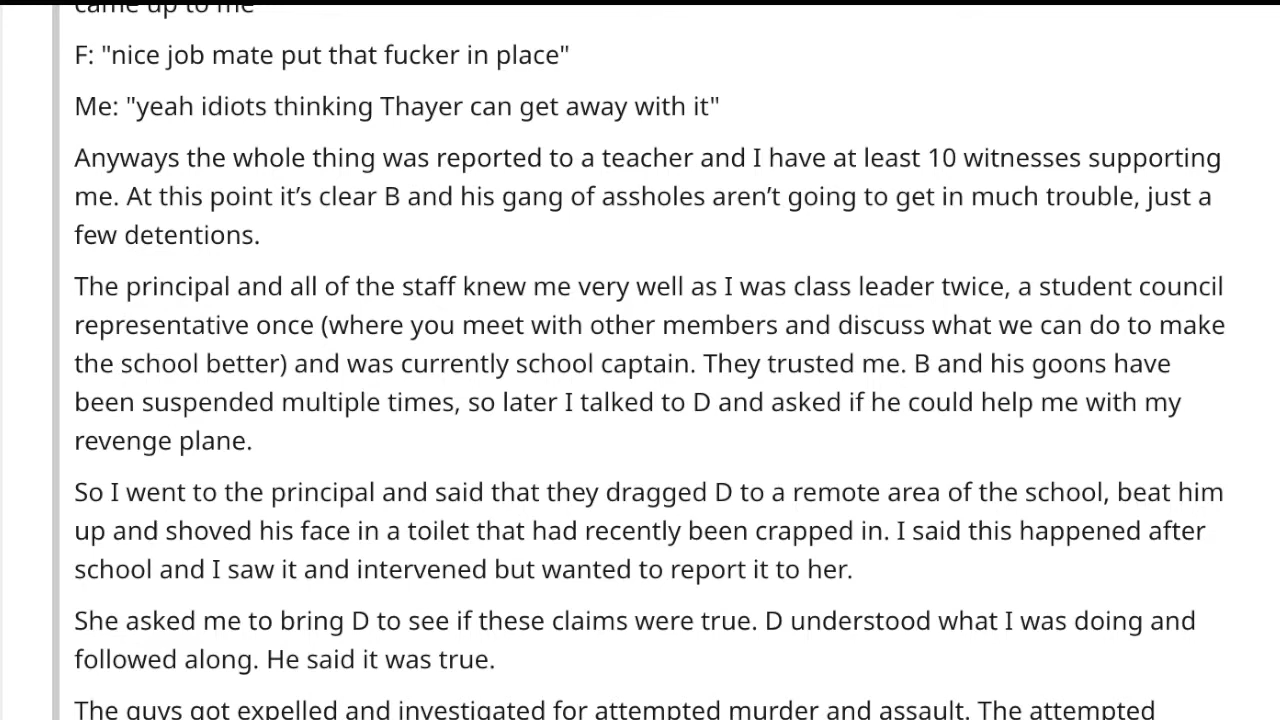 came up to me
F: "nice job mate put that fucker in place"
Me: "yeah idiots thinking Thayer can get away with it"
Anyways the whole thing was reported to a teacher and I have at least 10 witnesses supporting
me. At this point it’s clear B and his gang of assholes aren’t going to get in much trouble, just a
few detentions.
The principal and all of the staff knew me very well as I was class leader twice, a student council
representative once (where you meet with other members and discuss what we can do to make
the school better) and was currently school captain. They trusted me. B and his goons have
been suspended multiple times, so later I talked to D and asked if he could help me with my
revenge plane.
So I went to the principal and said that they dragged D to a remote area of the school, beat him
up and shoved his face in a toilet that had recently been crapped in. I said this happened after
school and I saw it and intervened but wanted to report it to her.
She asked me to bring D to see if these claims were true. D understood what I was doing and
followed along. He said it was true.
The guys got expelled and investigated for attempted murder and assault. The attempted